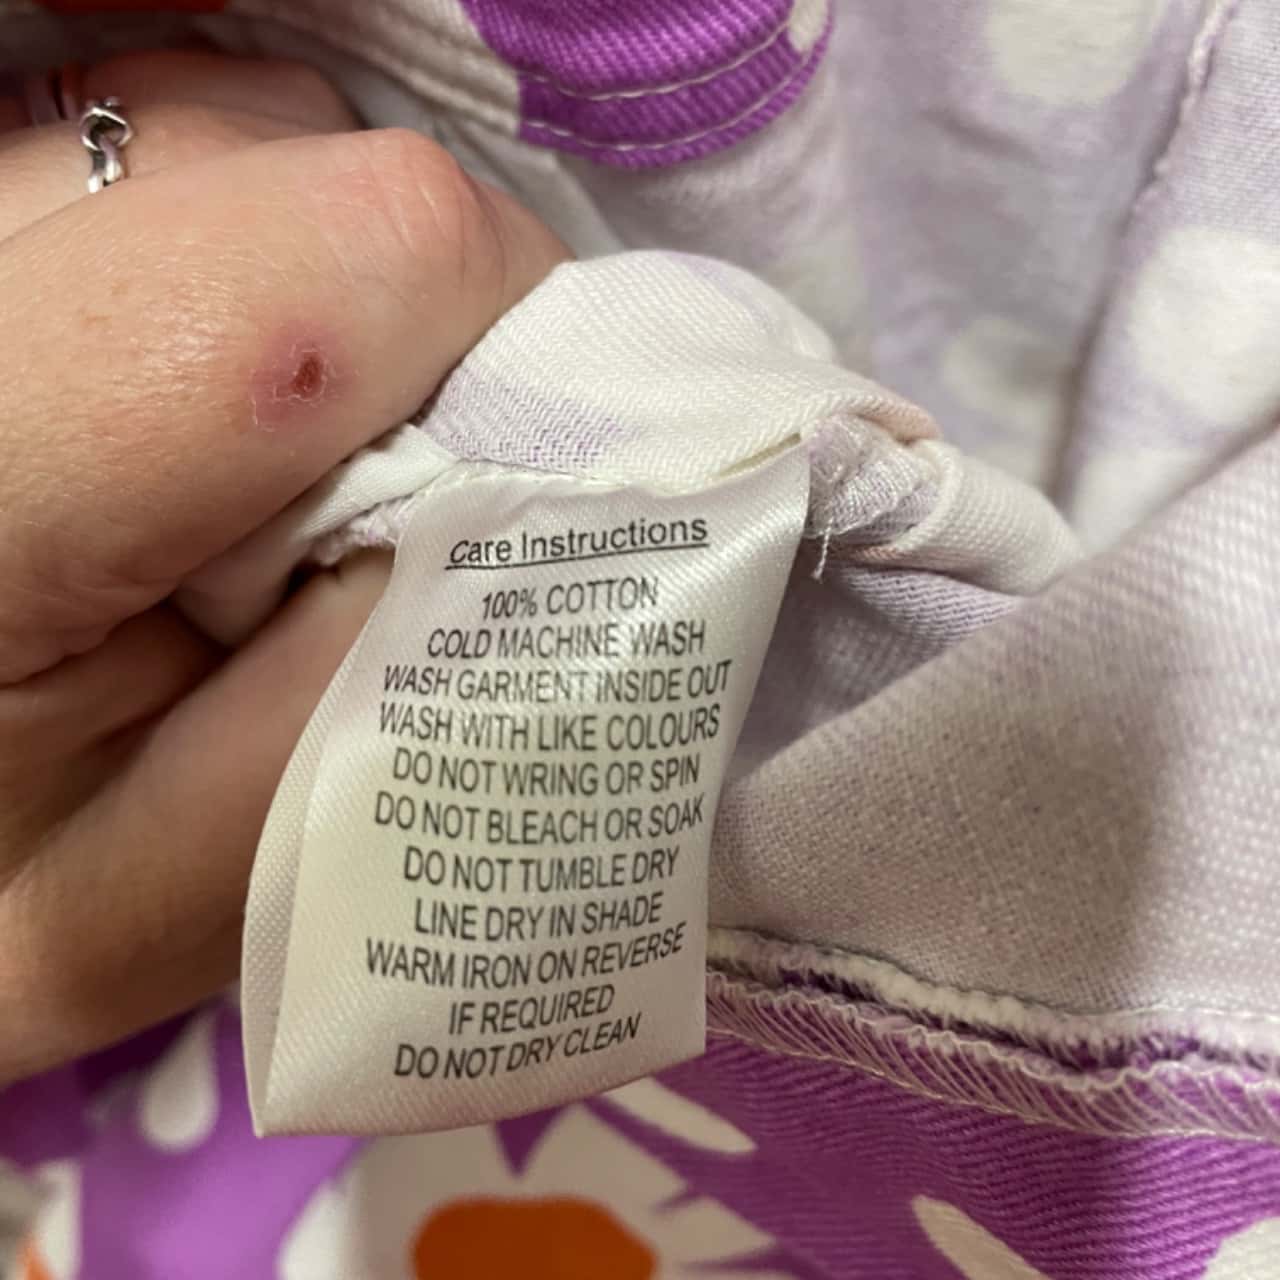 Care Instructions
100% COTTON
COLD MACHINE WASH
WASH GARMENT INSIDE OUT
WASH WITH LIKE COLOURS
DO NOT WRING OR SPIN
DO NOT BLEACH OR SOAK
DO NOT TUMBLE DRY
LINE DRY IN SHADE
WARM IRON ON REVERSE
IF REQUIRED
DO NOT DRY CLEAN